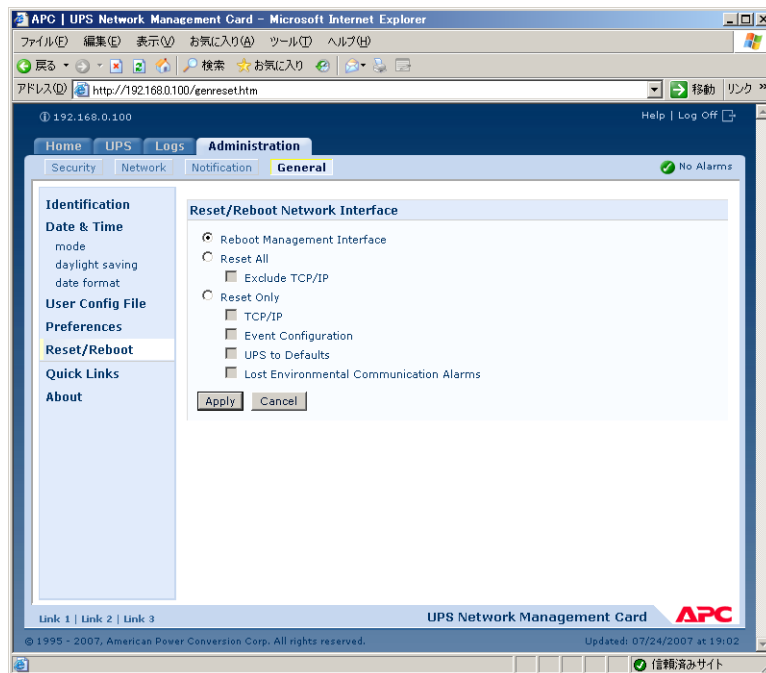 APC | UPS Network Management Card - Microsoft Internet Explorer
ファイル(F) 編集(E) 表示(V) お気に入り(A) ツール(T) ヘルプ(H)
戻る 検索 お気に入り
アドレス(D) http://192.168.0.100/genreset.htm 移動 リンク »
192.168.0.100 Help | Log Off
Home UPS Logs Administration
Security Network Notification General No Alarms
Identification
Date & Time
mode
daylight saving
date format
User Config File
Preferences
Reset/Reboot
Quick Links
About
Reset/Reboot Network Interface
Reboot Management Interface
Reset All
Exclude TCP/IP
Reset Only
TCP/IP
Event Configuration
UPS to Defaults
Lost Environmental Communication Alarms
Apply Cancel
Link 1 | Link 2 | Link 3 UPS Network Management Card APC
© 1995 - 2007, American Power Conversion Corp. All rights reserved. Updated: 07/24/2007 at 19:02
信頼済みサイト